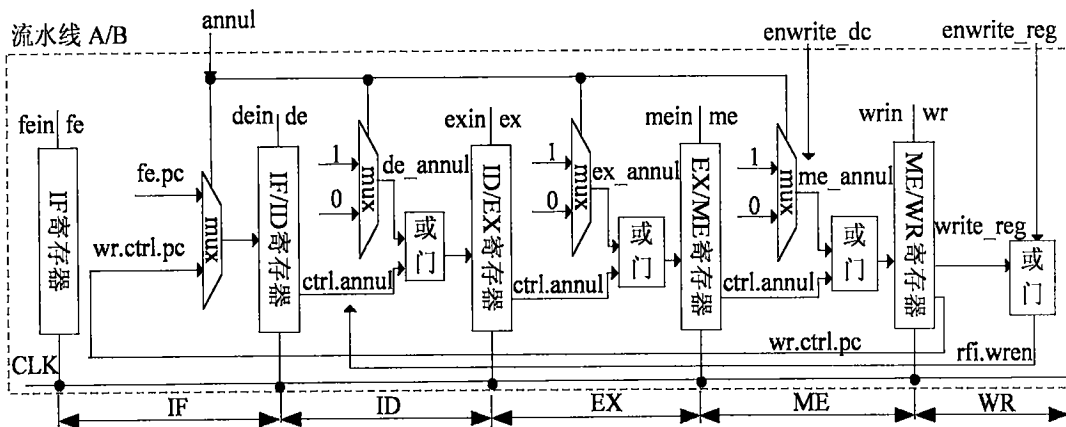 annul
流水线 A/B
enwrite_dc
enwrite_reg
fein fe
dein de
exin ex
mein me
wrin wr
IF寄存器
fe.pc
wr.ctrl.pc
mux
IF/ID寄存器
1
0
mux
de_annul
或门
ctrl.annul
ID/EX寄存器
1
0
mux
ex_annul
或门
ctrl.annul
EX/ME寄存器
1
0
mux
me_annul
或门
ctrl.annul
ME/WR寄存器
write_reg
或门
wr.ctrl.pc
rfi.wren
CLK
IF
ID
EX
ME
WR